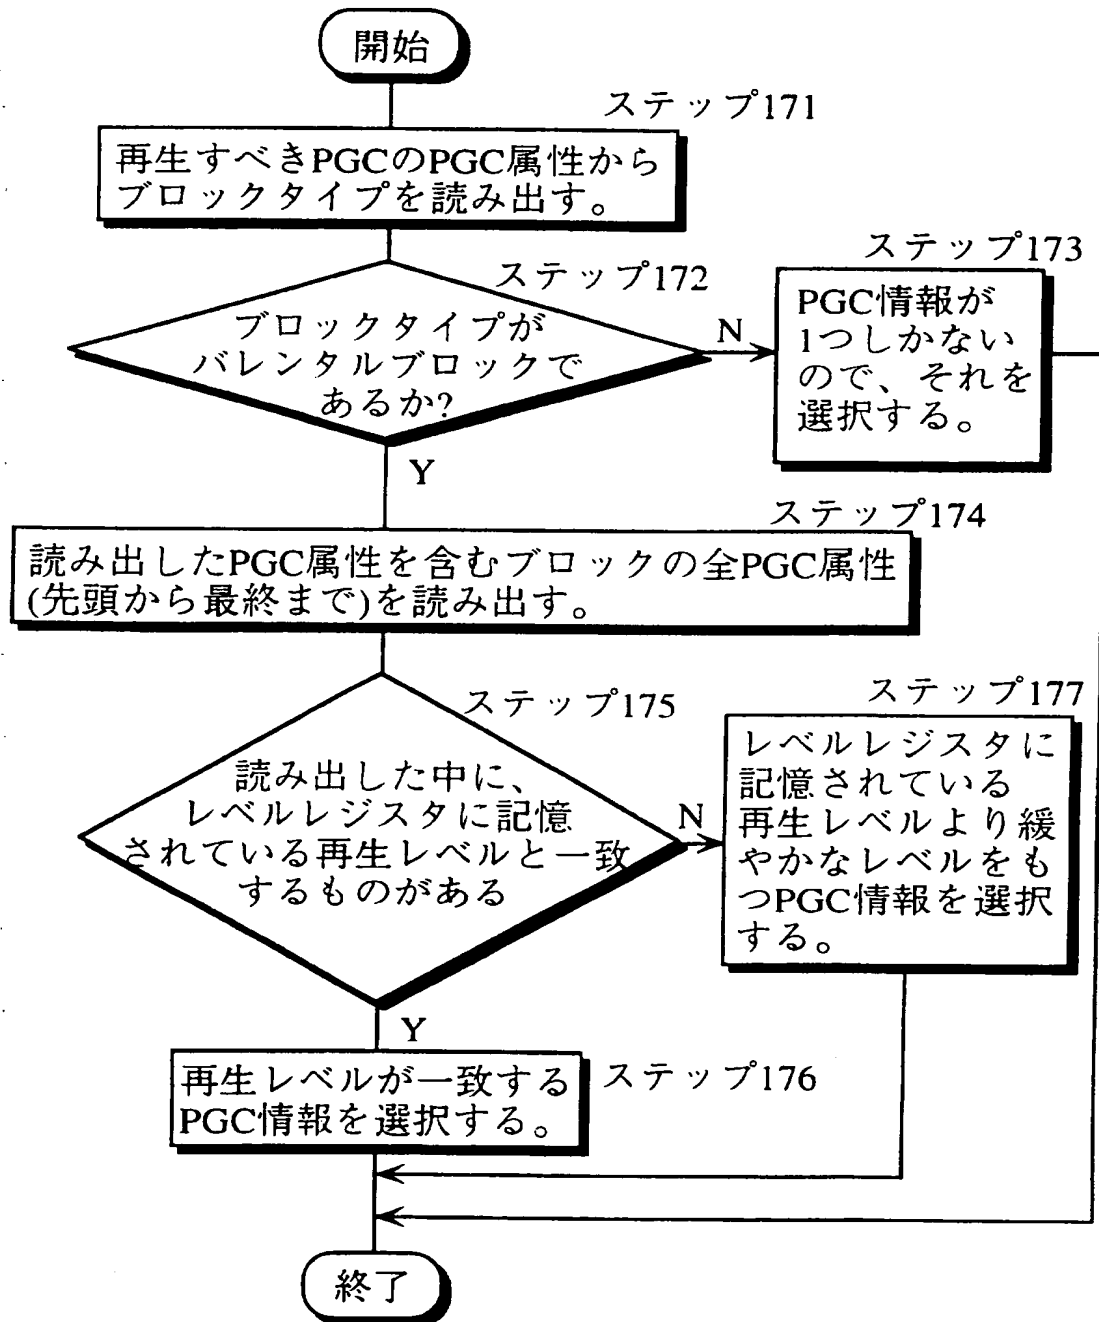 開始
ステップ171
再生すべきPGCのPGC属性から
ブロックタイプを読み出す。
ステップ172
ブロックタイプが
バレンタルブロックで
あるか?
N
Y
ステップ173
PGC情報が
1つしかない
ので、それを
選択する。
ステップ174
読み出したPGC属性を含むブロックの全PGC属性
(先頭から最終まで)を読み出す。
ステップ175
読み出した中に、
レベルレジスタに記憶
されている再生レベルと一致
するものがある
N
Y
ステップ177
レベルレジスタに
記憶されている
再生レベルより緩
やかなレベルをも
つPGC情報を選択
する。
再生レベルが一致する
PGC情報を選択する。
ステップ176
終了